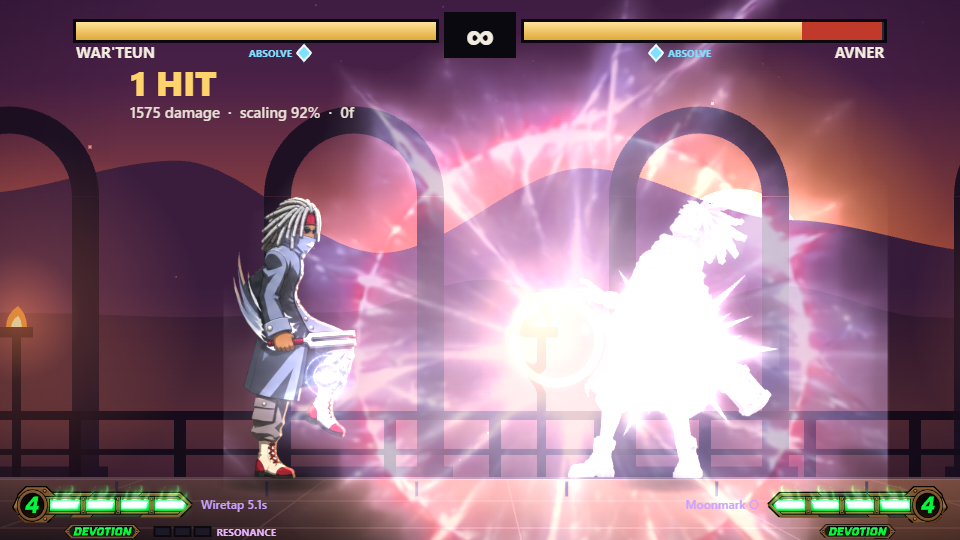 ∞
WAR'TEUN
ABSOLVE
ABSOLVE
AVNER
1 HIT
1575 damage · scaling 92% · 0f
4
Wiretap 5.1s
Moonmark
4
DEVOTION
RESONANCE
DEVOTION